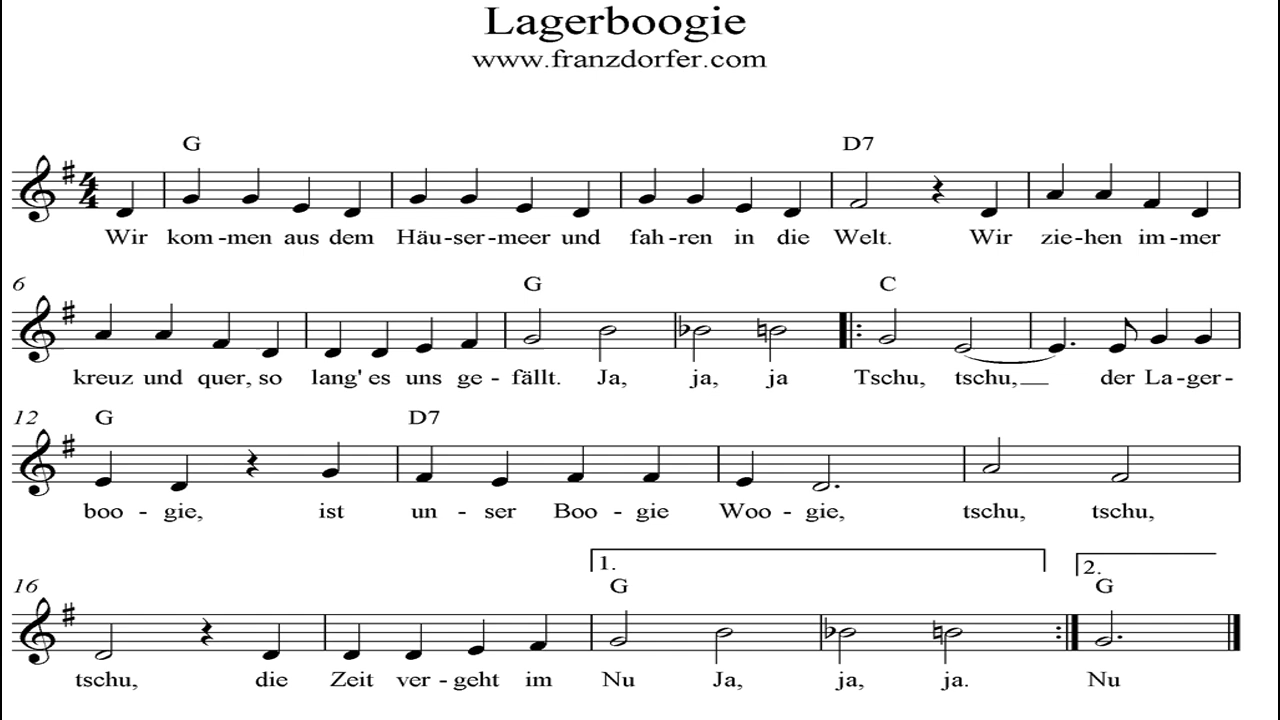 Lagerboogie
www.franzdorfer.com
G D7
Wir kom-men aus dem Häu-ser-meer und fah-ren in die Welt. Wir zie-hen im-mer
6 G C
kreuz und quer, so lang' es uns ge-fällt. Ja, ja, ja Tschu, tschu, der La-ger-
12 G D7
boo - gie, ist un - ser Boo - gie Woo - gie, tschu, tschu,
1. 2.
16 G G
tschu, die Zeit ver-geht im Nu Ja, ja, ja. Nu